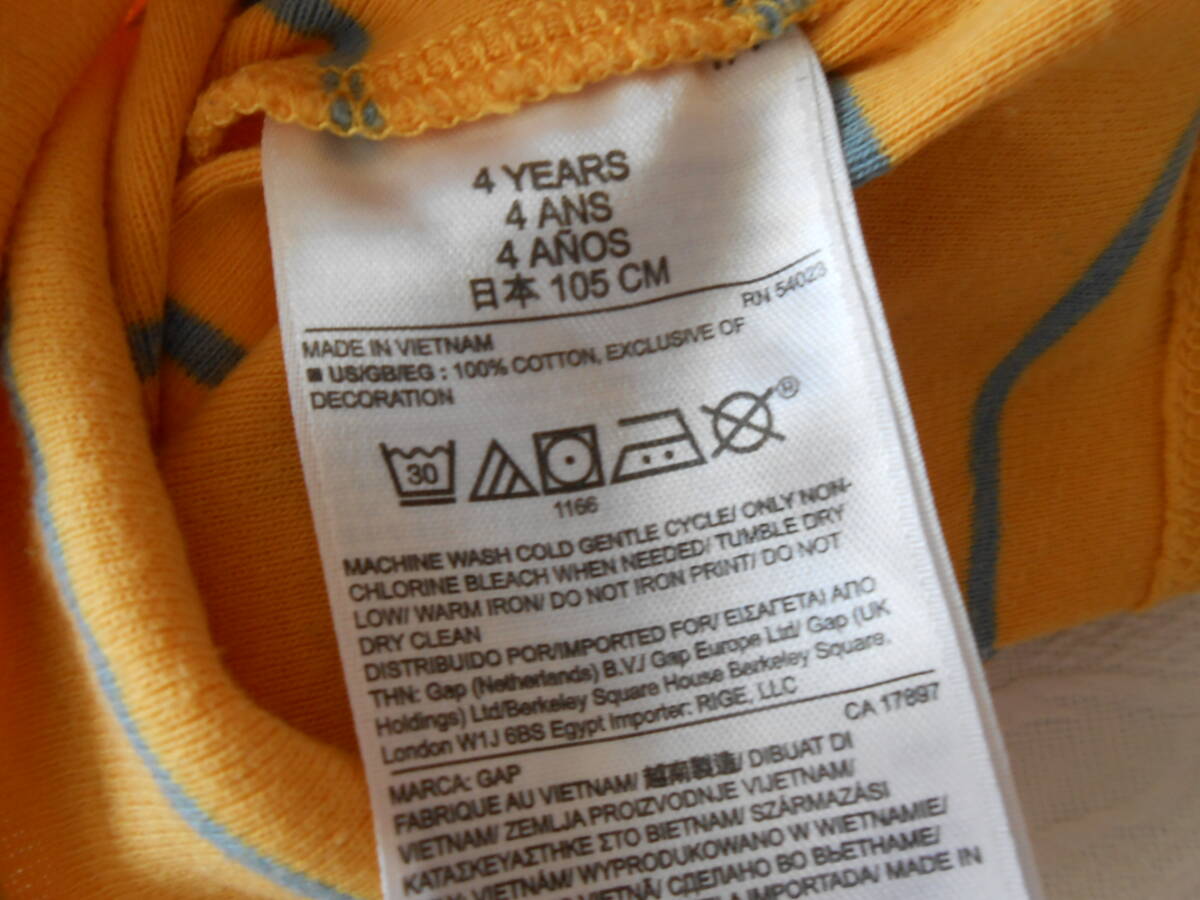 4 YEARS
4 ANS
4 AÑOS
日本 105 CM
RN 54023
MADE IN VIETNAM
■ US/GB/EG : 100% COTTON, EXCLUSIVE OF
DECORATION
30
®
1166
MACHINE WASH COLD GENTLE CYCLE/ ONLY NON-
CHLORINE BLEACH WHEN NEEDED/ TUMBLE DRY
LOW/ WARM IRON/ DO NOT IRON PRINT/ DO NOT
DRY CLEAN
DISTRIBUIDO POR/IMPORTED FOR/ ΕΙΣΑΓΕΤΑΙ ΑΠΟ
ΤΗΝ: Gap (Netherlands) B.V./ Gap Europe Ltd/ Gap (UK
Holdings) Ltd/Berkeley Square House Berkeley Square,
London W1J 6BS Egypt Importer: RIGE, LLC
CA 17897
MARCA: GAP
FABRIQUE AU VIETNAM/ 越南製造/ DIBUAT DI
VIETNAM/ ZEMLJA PROIZVODNJE VIJETNAM/
ΚΑΤΑΣΚΕΥΑΣΤΗΚΕ ΣΤΟ ΒΙΕΤΝΑΜ/ SZÁRMAZÁSI
VIETNÁM/ WYPRODUKOWANO W WIETNAMIE/
СДЕЛАНО ВО ВЬЕТНАМЕ/
IMPORTADA/ MADE IN